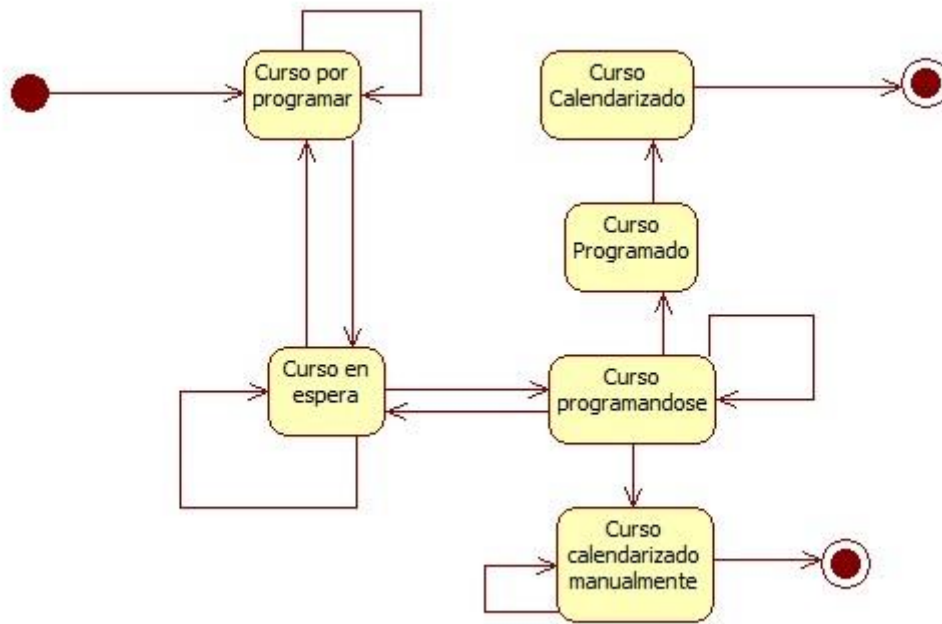 Curso por
programar
Curso
Calendarizado
Curso
Programado
Curso en
espera
Curso
programandose
Curso
calendarizado
manualmente